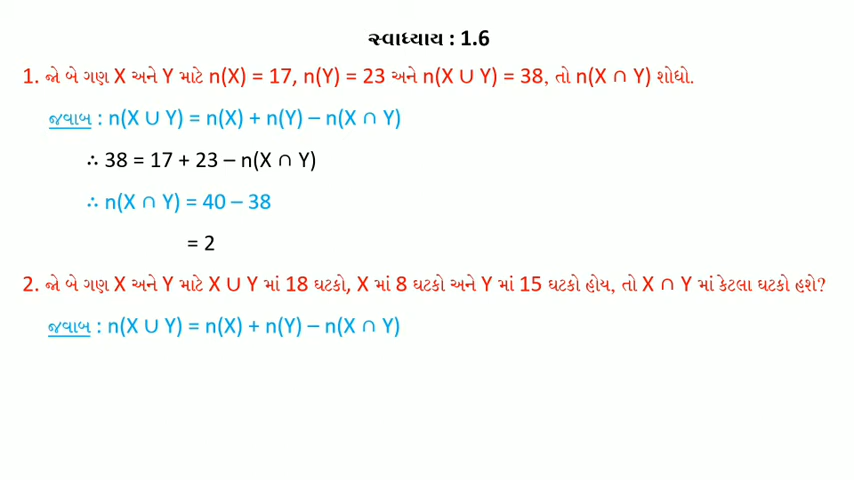 સ્વાધ્યાય : 1.6
1. જો બે ગણ X અને Y માટે n(X) = 17, n(Y) = 23 અને n(X ∪ Y) = 38, તો n(X ∩ Y) શોધો.
જવાબ : n(X ∪ Y) = n(X) + n(Y) – n(X ∩ Y)
∴ 38 = 17 + 23 – n(X ∩ Y)
∴ n(X ∩ Y) = 40 – 38
= 2
2. જો બે ગણ X અને Y માટે X ∪ Y માં 18 ઘટકો, X માં 8 ઘટકો અને Y માં 15 ઘટકો હોય, તો X ∩ Y માં કેટલા ઘટકો હશે?
જવાબ : n(X ∪ Y) = n(X) + n(Y) – n(X ∩ Y)